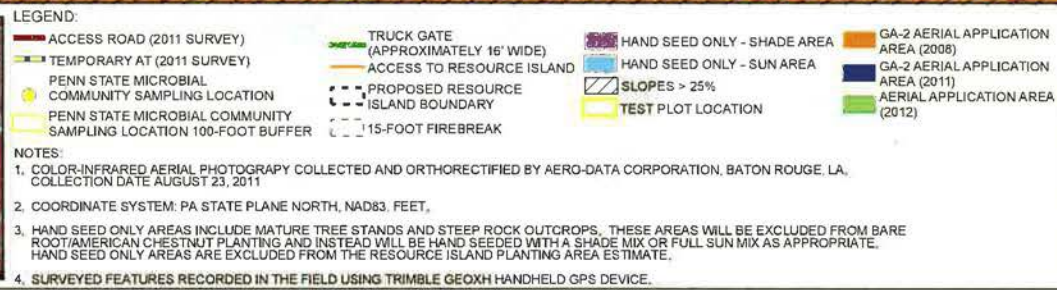 LEGEND:
ACCESS ROAD (2011 SURVEY)
TEMPORARY AT (2011 SURVEY)
PENN STATE MICROBIAL
COMMUNITY SAMPLING LOCATION
PENN STATE MICROBIAL COMMUNITY
SAMPLING LOCATION 100-FOOT BUFFER
TRUCK GATE
(APPROXIMATELY 16' WIDE)
ACCESS TO RESOURCE ISLAND
PROPOSED RESOURCE
ISLAND BOUNDARY
15-FOOT FIREBREAK
HAND SEED ONLY - SHADE AREA
HAND SEED ONLY - SUN AREA
SLOPES > 25%
TEST PLOT LOCATION
GA-2 AERIAL APPLICATION
AREA (2008)
GA-2 AERIAL APPLICATION
AREA (2011)
AERIAL APPLICATION AREA
(2012)
NOTES:
1. COLOR-INFRARED AERIAL PHOTOGRAPY COLLECTED AND ORTHORECTIFIED BY AERO-DATA CORPORATION, BATON ROUGE, LA,
COLLECTION DATE AUGUST 23, 2011
2. COORDINATE SYSTEM: PA STATE PLANE NORTH, NAD83, FEET,
3. HAND SEED ONLY AREAS INCLUDE MATURE TREE STANDS AND STEEP ROCK OUTCROPS, THESE AREAS WILL BE EXCLUDED FROM BARE
ROOT/AMERICAN CHESTNUT PLANTING AND INSTEAD WILL BE HAND SEEDED WITH A SHADE MIX OR FULL SUN MIX AS APPROPRIATE,
HAND SEED ONLY AREAS ARE EXCLUDED FROM THE RESOURCE ISLAND PLANTING AREA ESTIMATE,
4. SURVEYED FEATURES RECORDED IN THE FIELD USING TRIMBLE GEOXH HANDHELD GPS DEVICE,